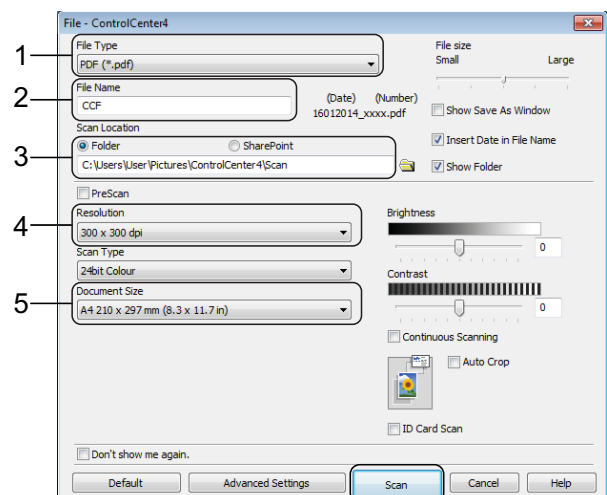 File - ControlCenter4
1
File Type
PDF (*.pdf)
File size
Small Large
2
File Name
CCF
(Date) (Number)
16012014_xxxx.pdf
Show Save As Window
Insert Date in File Name
Show Folder
3
Scan Location
Folder SharePoint
C:\Users\User\Pictures\ControlCenter4\Scan
PreScan
4
Resolution
300 x 300 dpi
Scan Type
24bit Colour
5
Document Size
A4 210 x 297 mm (8.3 x 11.7 in)
Brightness
0
Contrast
0
Continuous Scanning
Auto Crop
ID Card Scan
Don't show me again.
Default Advanced Settings Scan Cancel Help